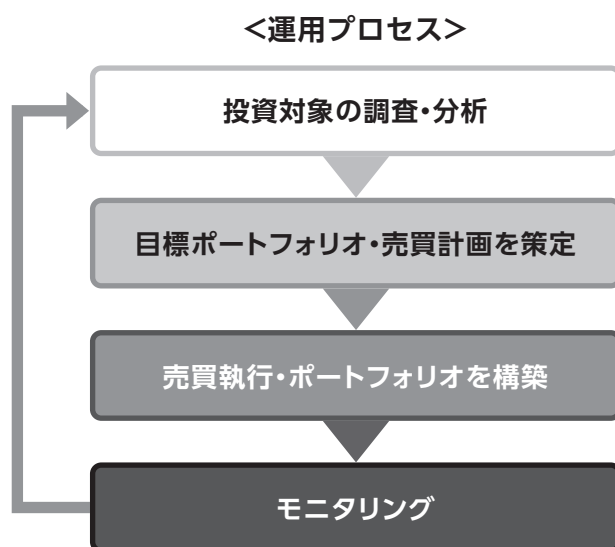 ＜運用プロセス＞
投資対象の調査・分析
目標ポートフォリオ・売買計画を策定
売買執行・ポートフォリオを構築
モニタリング